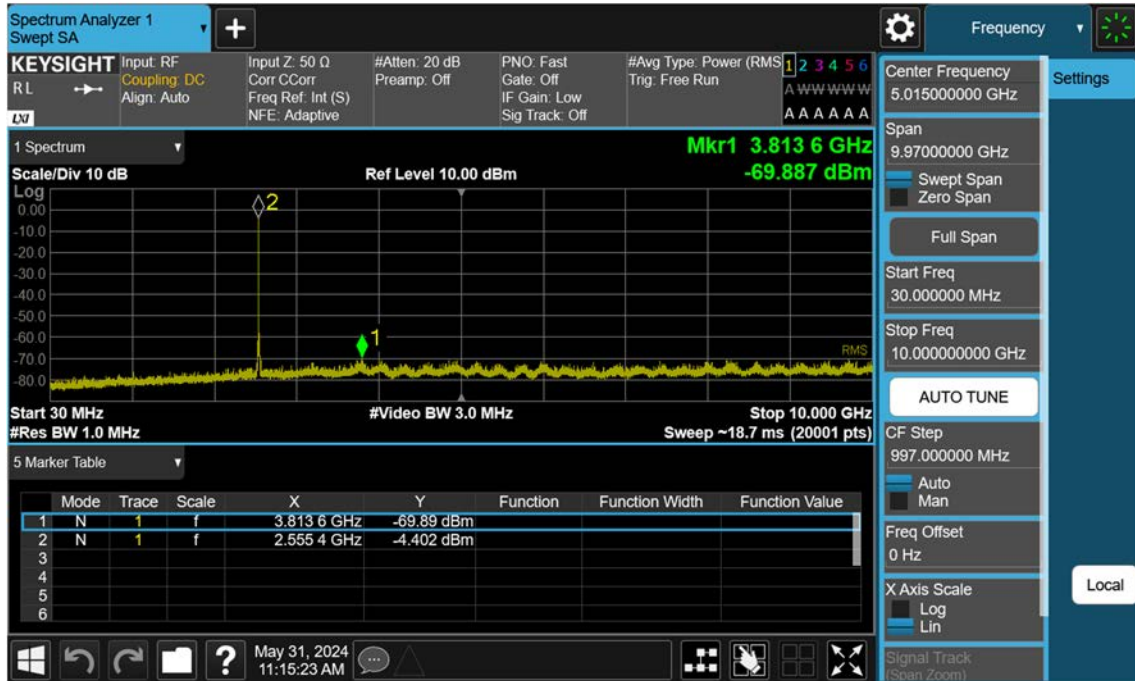 Spectrum Analyzer 1
Swept SA
+
Frequency
KEYSIGHT
R L
LXI
Input: RF
Coupling: DC
Align: Auto
Input Z: 50 Ω
Corr CCorr
Freq Ref: Int (S)
NFE: Adaptive
#Atten: 20 dB
Preamp: Off
PNO: Fast
Gate: Off
IF Gain: Low
Sig Track: Off
#Avg Type: Power (RMS
Trig: Free Run
1 2 3 4 5 6
A W W W W W
A A A A A A
1 Spectrum
Scale/Div 10 dB
Ref Level 10.00 dBm
Mkr1 3.813 6 GHz
-69.887 dBm
Log
0.00
-10.0
-20.0
-30.0
-40.0
-50.0
-60.0
-70.0
-80.0
2
1
RMS
Start 30 MHz
#Video BW 3.0 MHz
Stop 10.000 GHz
#Res BW 1.0 MHz
Sweep ~18.7 ms (20001 pts)
5 Marker Table
Mode Trace Scale X Y Function Function Width Function Value
1 N 1 f 3.813 6 GHz -69.89 dBm
2 N 1 f 2.555 4 GHz -4.402 dBm
3
4
5
6
May 31, 2024
11:15:23 AM
Center Frequency
5.015000000 GHz
Settings
Span
9.97000000 GHz
Swept Span
Zero Span
Full Span
Start Freq
30.000000 MHz
Stop Freq
10.000000000 GHz
AUTO TUNE
CF Step
997.000000 MHz
Auto
Man
Freq Offset
0 Hz
X Axis Scale
Log
Lin
Local
Signal Track
(Span Zoom)